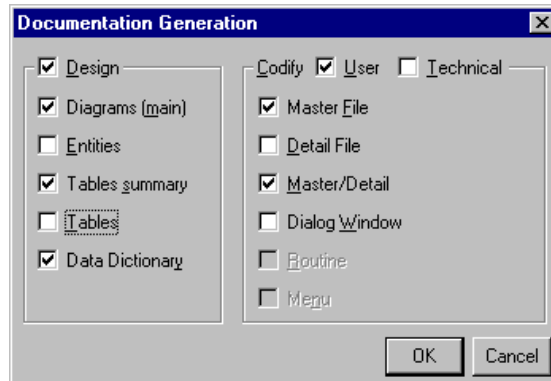 Documentation Generation
Design
Diagrams (main)
Entities
Tables summary
Tables
Data Dictionary
Codify User Technical
Master File
Detail File
Master/Detail
Dialog Window
Routine
Menu
OK Cancel